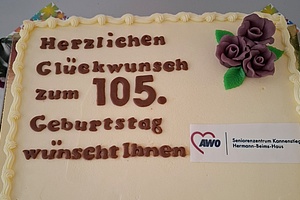 Herzlichen
Glückwunsch
zum 105.
Geburtstag
wünscht Ihnen
AWO
Seniorenzentrum Kannenstieg
Hermann-Beims-Haus